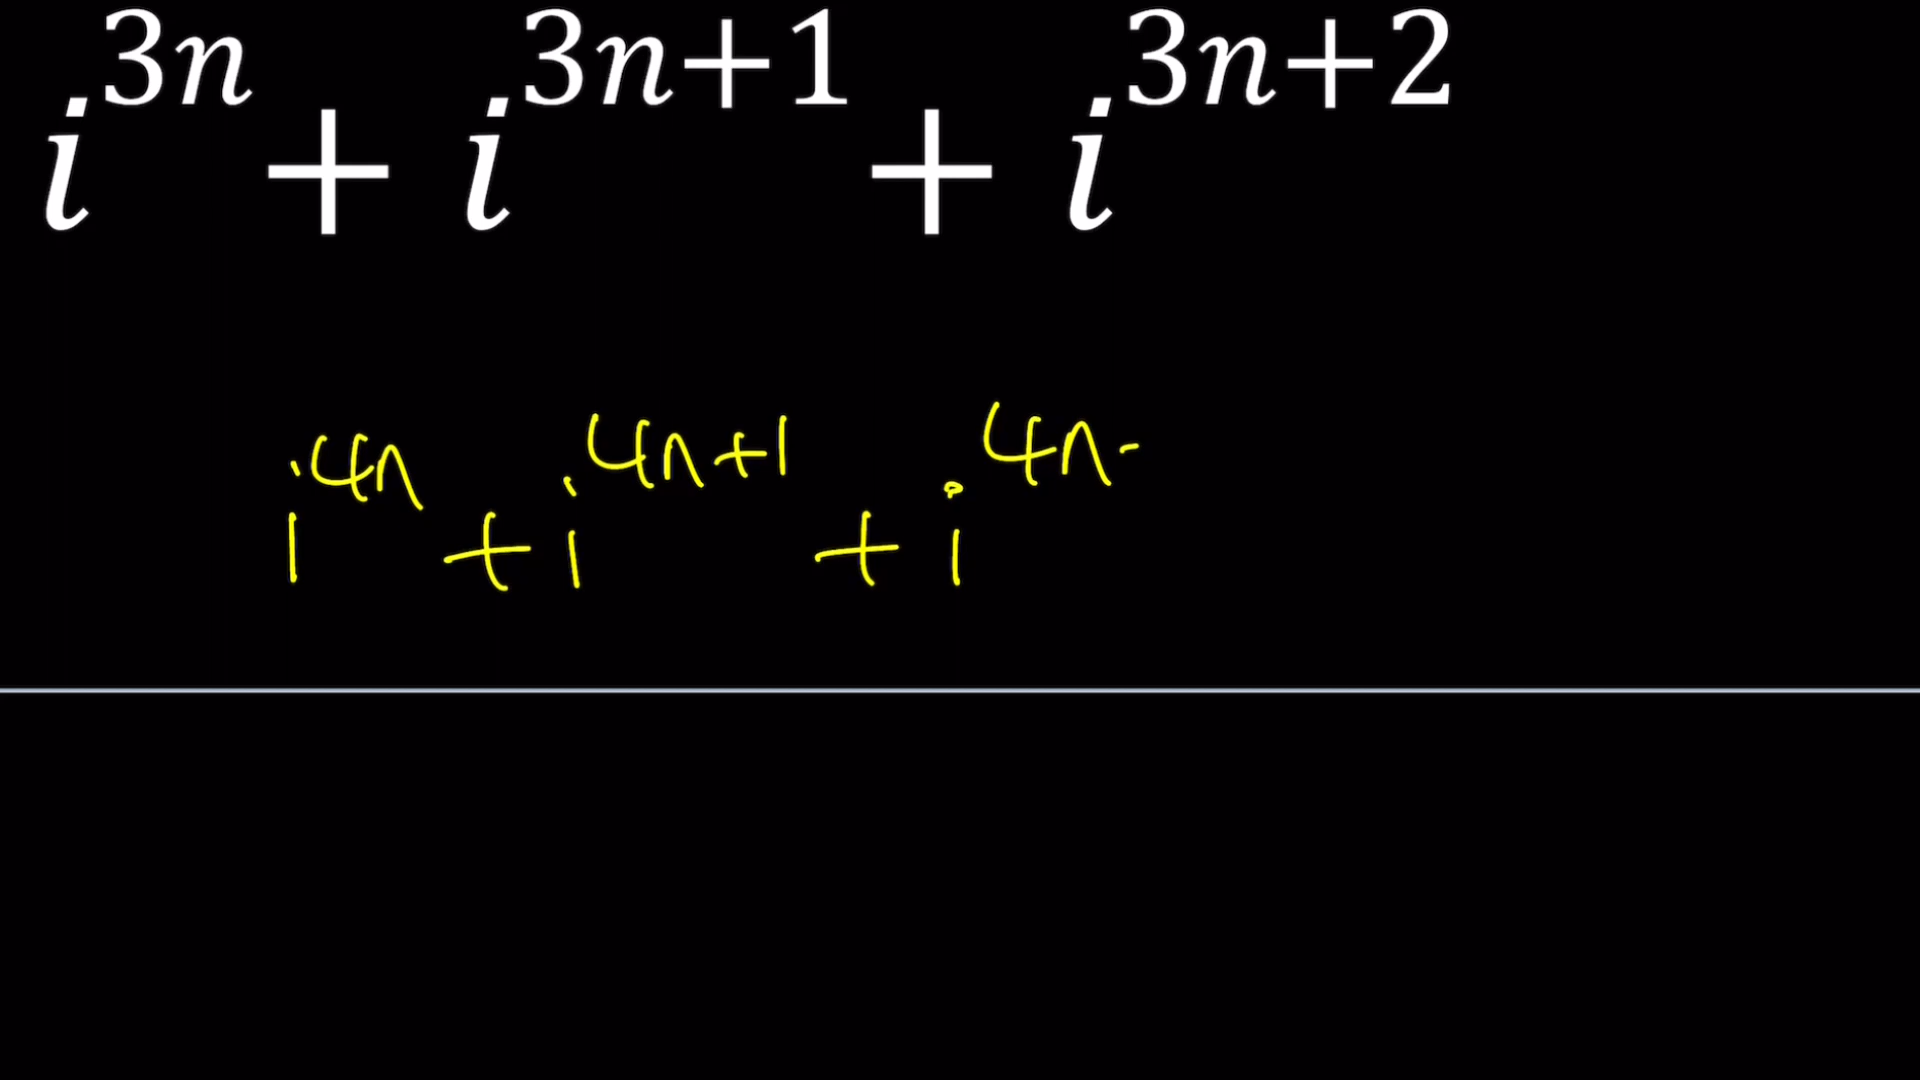 i^{3n} + i^{3n+1} + i^{3n+2}
i^{4n} + i^{4n+1} + i^{4n-